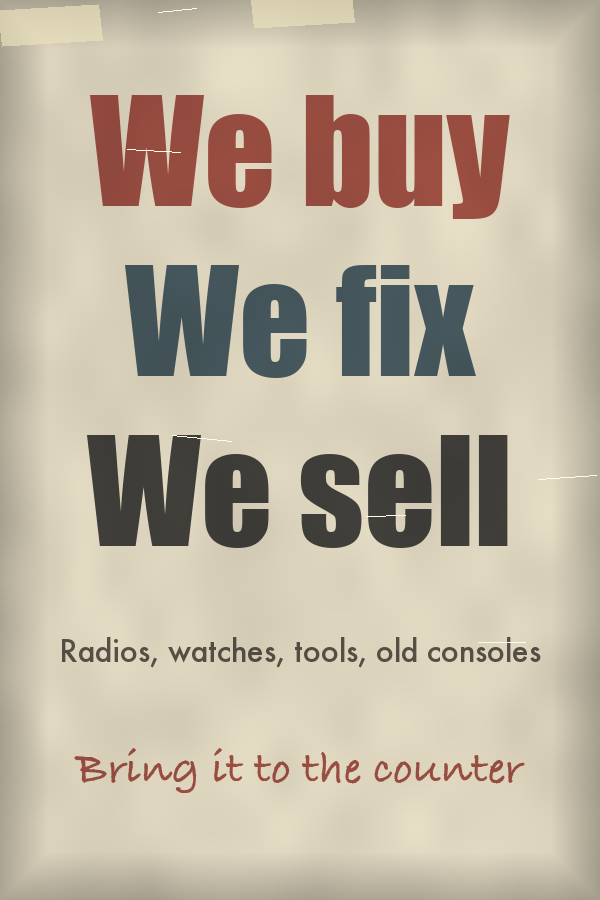 We buy
We fix
We sell
Radios, watches, tools, old consoles
Bring it to the counter